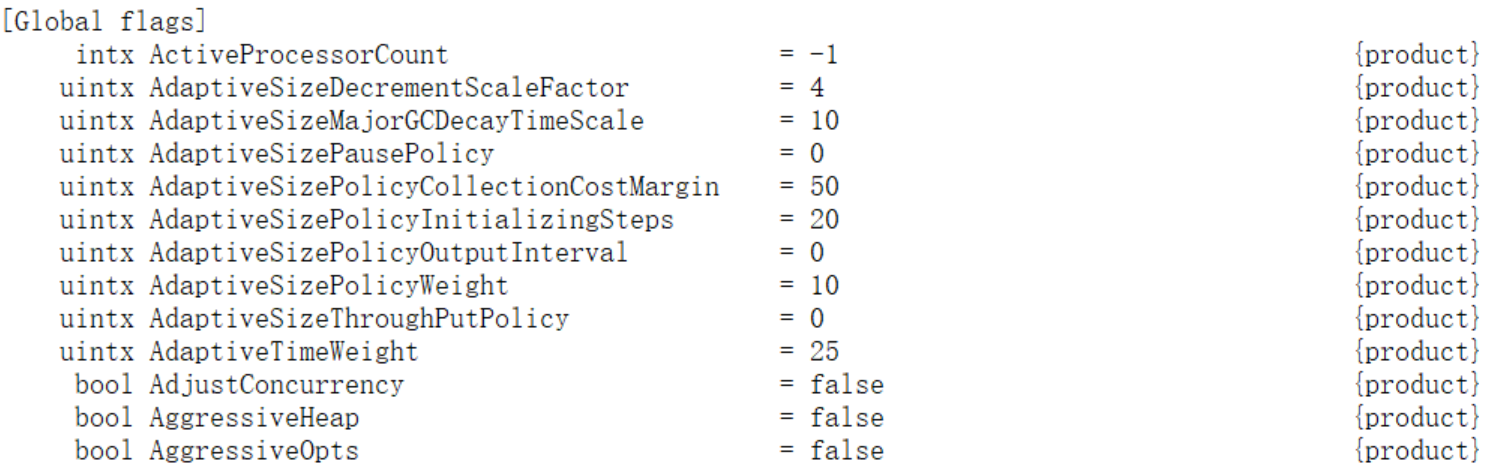 [Global flags]
     intx ActiveProcessorCount                      = -1                                  {product}
    uintx AdaptiveSizeDecrementScaleFactor          = 4                                   {product}
    uintx AdaptiveSizeMajorGCDecayTimeScale         = 10                                  {product}
    uintx AdaptiveSizePausePolicy                   = 0                                   {product}
    uintx AdaptiveSizePolicyCollectionCostMargin    = 50                                  {product}
    uintx AdaptiveSizePolicyInitializingSteps       = 20                                  {product}
    uintx AdaptiveSizePolicyOutputInterval          = 0                                   {product}
    uintx AdaptiveSizePolicyWeight                  = 10                                  {product}
    uintx AdaptiveSizeThroughPutPolicy              = 0                                   {product}
    uintx AdaptiveTimeWeight                        = 25                                  {product}
     bool AdjustConcurrency                         = false                               {product}
     bool AggressiveHeap                            = false                               {product}
     bool AggressiveOpts                            = false                               {product}